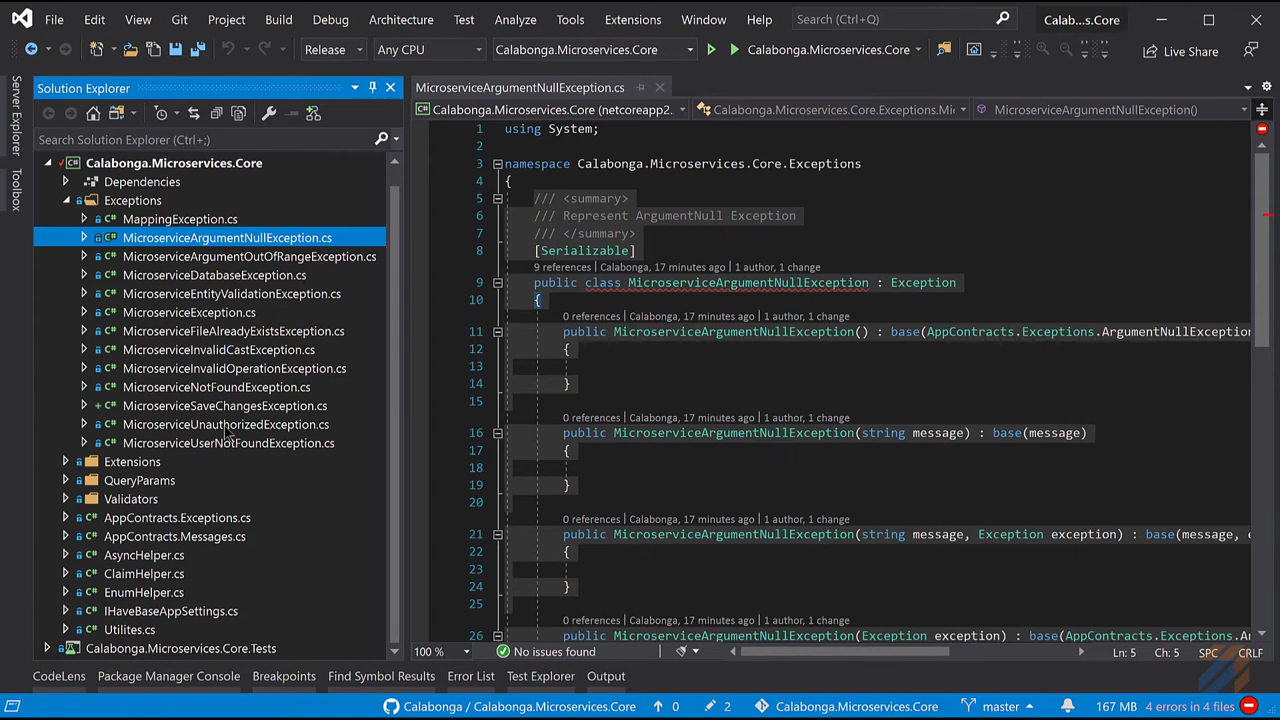 File Edit View Git Project Build Debug Architecture Test Analyze Tools Extensions Window Help Search (Ctrl+Q) Calab...s.Core
Release Any CPU Calabonga.Microservices.Core Calabonga.Microservices.Core Live Share
Server Explorer
Toolbox
Solution Explorer
Search Solution Explorer (Ctrl+;)
C# Calabonga.Microservices.Core
Dependencies
Exceptions
C# MappingException.cs
C# MicroserviceArgumentNullException.cs
C# MicroserviceArgumentOutOfRangeException.cs
C# MicroserviceDatabaseException.cs
C# MicroserviceEntityValidationException.cs
C# MicroserviceException.cs
C# MicroserviceFileAlreadyExistsException.cs
C# MicroserviceInvalidCastException.cs
C# MicroserviceInvalidOperationException.cs
C# MicroserviceNotFoundException.cs
C# MicroserviceSaveChangesException.cs
C# MicroserviceUnauthorizedException.cs
C# MicroserviceUserNotFoundException.cs
Extensions
QueryParams
Validators
C# AppContracts.Exceptions.cs
C# AppContracts.Messages.cs
C# AsyncHelper.cs
C# ClaimHelper.cs
C# EnumHelper.cs
C# IHaveBaseAppSettings.cs
C# Utilites.cs
Calabonga.Microservices.Core.Tests
MicroserviceArgumentNullException.cs
C# Calabonga.Microservices.Core (netcoreapp2. Calabonga.Microservices.Core.Exceptions.Mi MicroserviceArgumentNullException()
1 using System;
2
3 namespace Calabonga.Microservices.Core.Exceptions
4 {
5 /// <summary>
6 /// Represent ArgumentNull Exception
7 /// </summary>
8 [Serializable]
9 references | Calabonga, 17 minutes ago | 1 author, 1 change
9 public class MicroserviceArgumentNullException : Exception
10 {
0 references | Calabonga, 17 minutes ago | 1 author, 1 change
11 public MicroserviceArgumentNullException() : base(AppContracts.Exceptions.ArgumentNullException
12 {
13
14 }
15
0 references | Calabonga, 17 minutes ago | 1 author, 1 change
16 public MicroserviceArgumentNullException(string message) : base(message)
17 {
18
19 }
20
0 references | Calabonga, 17 minutes ago | 1 author, 1 change
21 public MicroserviceArgumentNullException(string message, Exception exception) : base(message, e
22 {
23
24 }
25
0 references | Calabonga, 17 minutes ago | 1 author, 1 change
26 public MicroserviceArgumentNullException(Exception exception) : base(AppContracts.Exceptions.A
100 % No issues found Ln: 5 Ch: 5 SPC CRLF
CodeLens Package Manager Console Breakpoints Find Symbol Results Error List Test Explorer Output
Calabonga / Calabonga.Microservices.Core 0 2 Calabonga.Microservices.Core master 167 MB 4 errors in 4 files